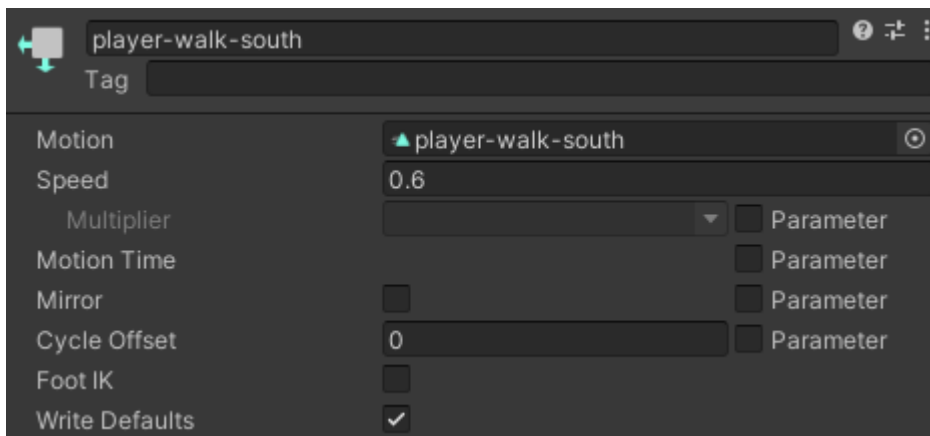 player-walk-south
Tag
Motion player-walk-south
Speed 0.6
Multiplier Parameter
Motion Time Parameter
Mirror Parameter
Cycle Offset 0 Parameter
Foot IK
Write Defaults